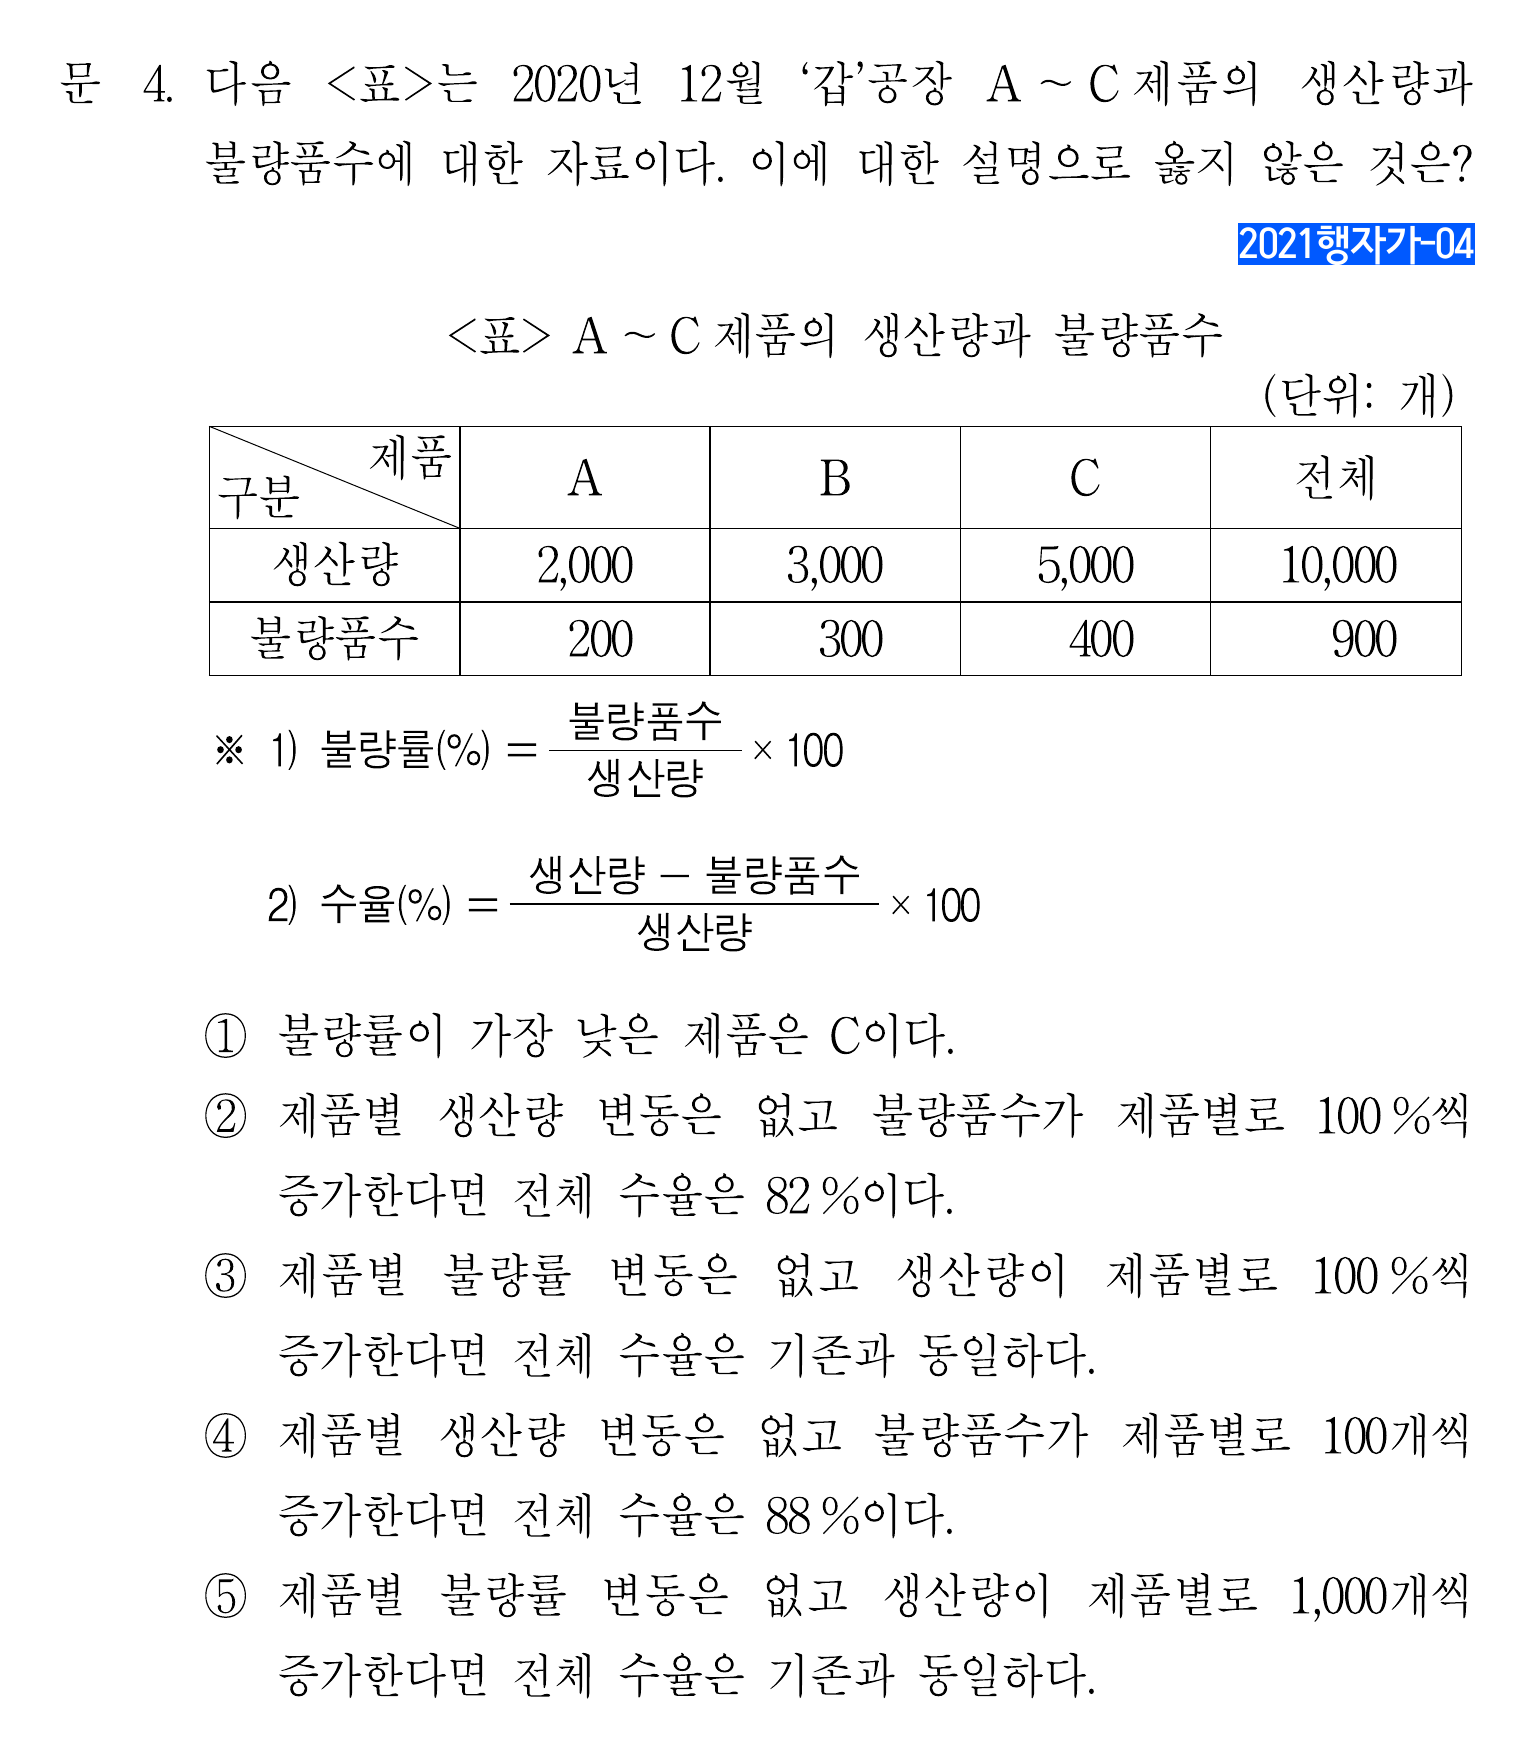 문 4. 다음 <표>는 2020년 12월 ‘갑’공장 A ~ C 제품의 생산량과
불량품수에 대한 자료이다. 이에 대한 설명으로 옳지 않은 것은?
2021행자가-04
<표> A ~ C 제품의 생산량과 불량품수
(단위: 개)
제품
구분 A B C 전체
생산량 2,000 3,000 5,000 10,000
불량품수 200 300 400 900
※ 1) 불량률(%) = 불량품수 / 생산량 × 100
2) 수율(%) = 생산량 − 불량품수 / 생산량 × 100
① 불량률이 가장 낮은 제품은 C이다.
② 제품별 생산량 변동은 없고 불량품수가 제품별로 100 %씩
증가한다면 전체 수율은 82 %이다.
③ 제품별 불량률 변동은 없고 생산량이 제품별로 100 %씩
증가한다면 전체 수율은 기존과 동일하다.
④ 제품별 생산량 변동은 없고 불량품수가 제품별로 100개씩
증가한다면 전체 수율은 88 %이다.
⑤ 제품별 불량률 변동은 없고 생산량이 제품별로 1,000개씩
증가한다면 전체 수율은 기존과 동일하다.